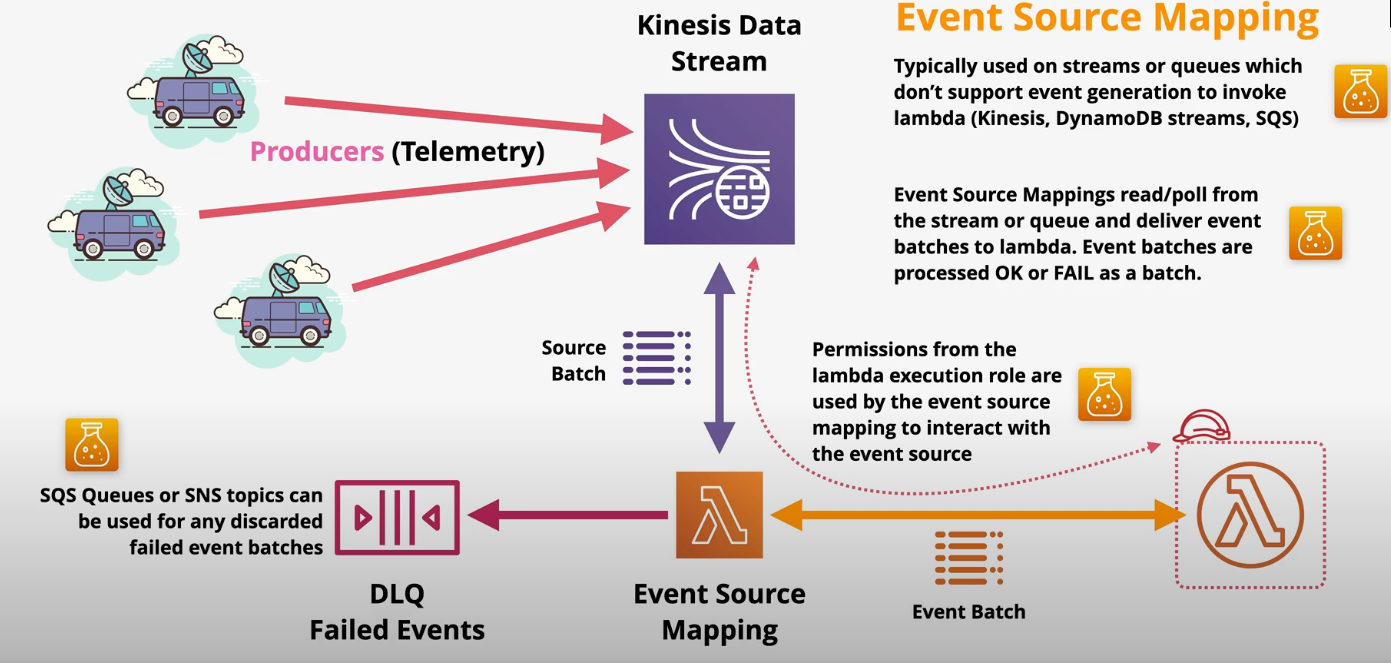 Kinesis Data
Stream
Event Source Mapping
Typically used on streams or queues which
don't support event generation to invoke
lambda (Kinesis, DynamoDB streams, SQS)
Producers (Telemetry)
Event Source Mappings read/poll from
the stream or queue and deliver event
batches to lambda. Event batches are
processed OK or FAIL as a batch.
Source
Batch
Permissions from the
lambda execution role are
used by the event source
mapping to interact with
the event source
SQS Queues or SNS topics can
be used for any discarded
failed event batches
DLQ
Failed Events
Event Source
Mapping
Event Batch